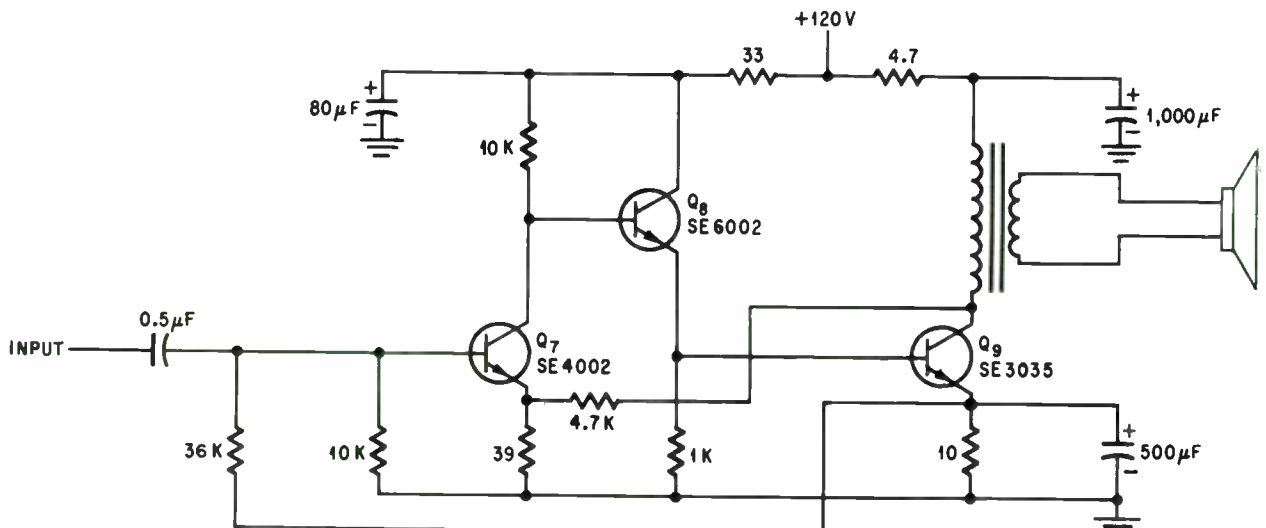 +120V
33
4.7
+
80µF
−
10K
+
1,000µF
−
Q8
SE6002
0.5µF
INPUT
Q7
SE4002
Q9
SE3035
4.7K
36K
10K
39
1K
10
+
500µF
−